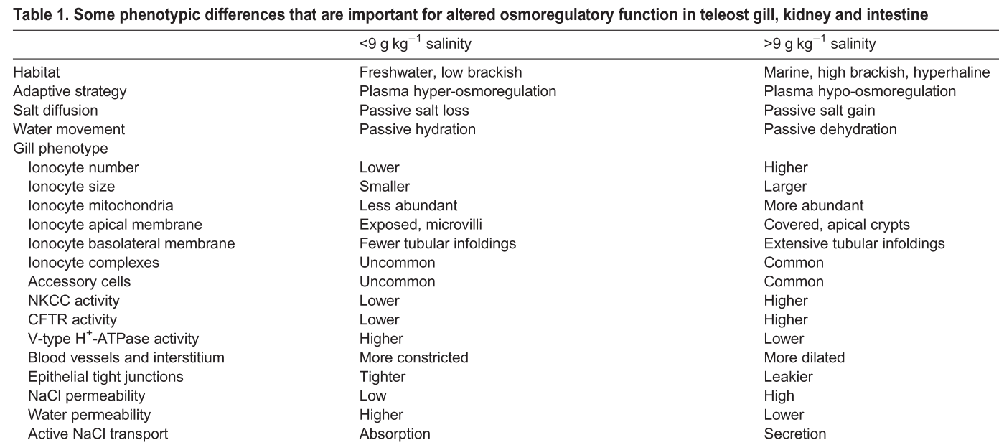 Table 1. Some phenotypic differences that are important for altered osmoregulatory function in teleost gill, kidney and intestine
<9 g kg−1 salinity >9 g kg−1 salinity
Habitat Freshwater, low brackish Marine, high brackish, hyperhaline
Adaptive strategy Plasma hyper-osmoregulation Plasma hypo-osmoregulation
Salt diffusion Passive salt loss Passive salt gain
Water movement Passive hydration Passive dehydration
Gill phenotype
Ionocyte number Lower Higher
Ionocyte size Smaller Larger
Ionocyte mitochondria Less abundant More abundant
Ionocyte apical membrane Exposed, microvilli Covered, apical crypts
Ionocyte basolateral membrane Fewer tubular infoldings Extensive tubular infoldings
Ionocyte complexes Uncommon Common
Accessory cells Uncommon Common
NKCC activity Lower Higher
CFTR activity Lower Higher
V-type H+-ATPase activity Higher Lower
Blood vessels and interstitium More constricted More dilated
Epithelial tight junctions Tighter Leakier
NaCl permeability Low High
Water permeability Higher Lower
Active NaCl transport Absorption Secretion